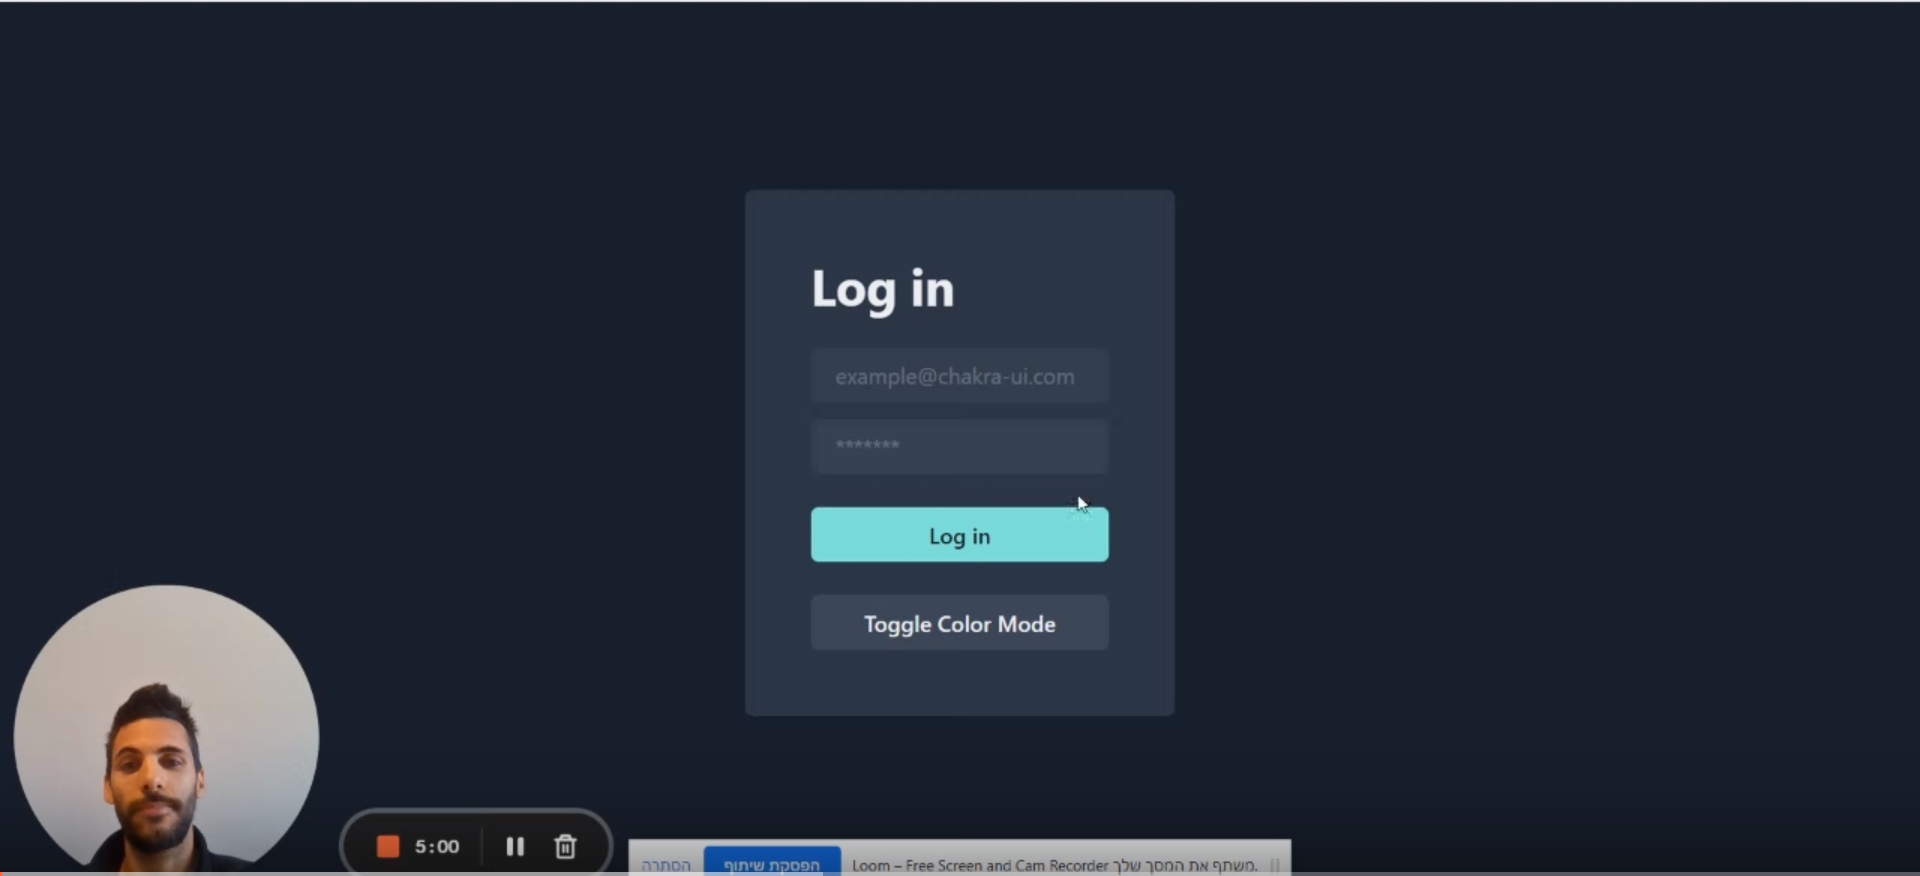 Log in
example@chakra-ui.com
*******
Log in
Toggle Color Mode
5:00
הסתרה
הפסקת שיתוף
Loom – Free Screen and Cam Recorder משתף את המסך שלך.